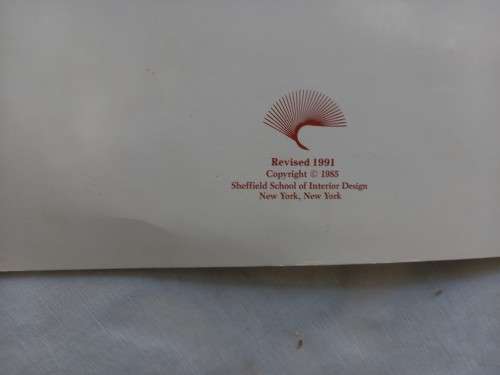 Revised 1991
Copyright © 1985
Sheffield School of Interior Design
New York, New York